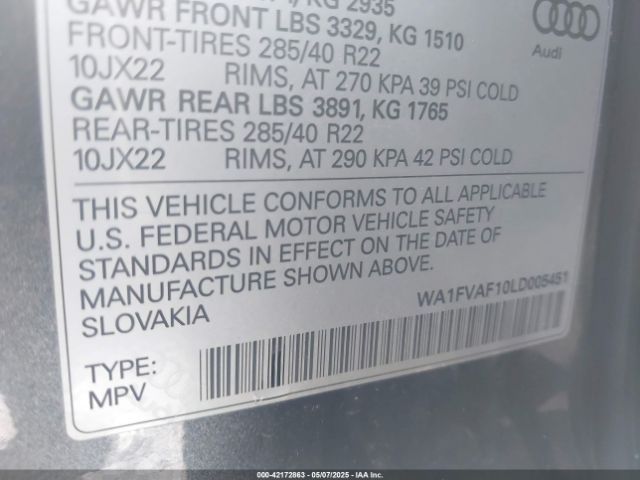 KG 2935
GAWR FRONT LBS 3329, KG 1510
FRONT-TIRES 285/40 R22
10JX22 RIMS, AT 270 KPA 39 PSI COLD
GAWR REAR LBS 3891, KG 1765
REAR-TIRES 285/40 R22
10JX22 RIMS, AT 290 KPA 42 PSI COLD
Audi
THIS VEHICLE CONFORMS TO ALL APPLICABLE
U.S. FEDERAL MOTOR VEHICLE SAFETY
STANDARDS IN EFFECT ON THE DATE OF
MANUFACTURE SHOWN ABOVE.
SLOVAKIA
WA1FVAF10LD005451
TYPE:
MPV
000-42172863 - 05/07/2025 - IAA Inc.